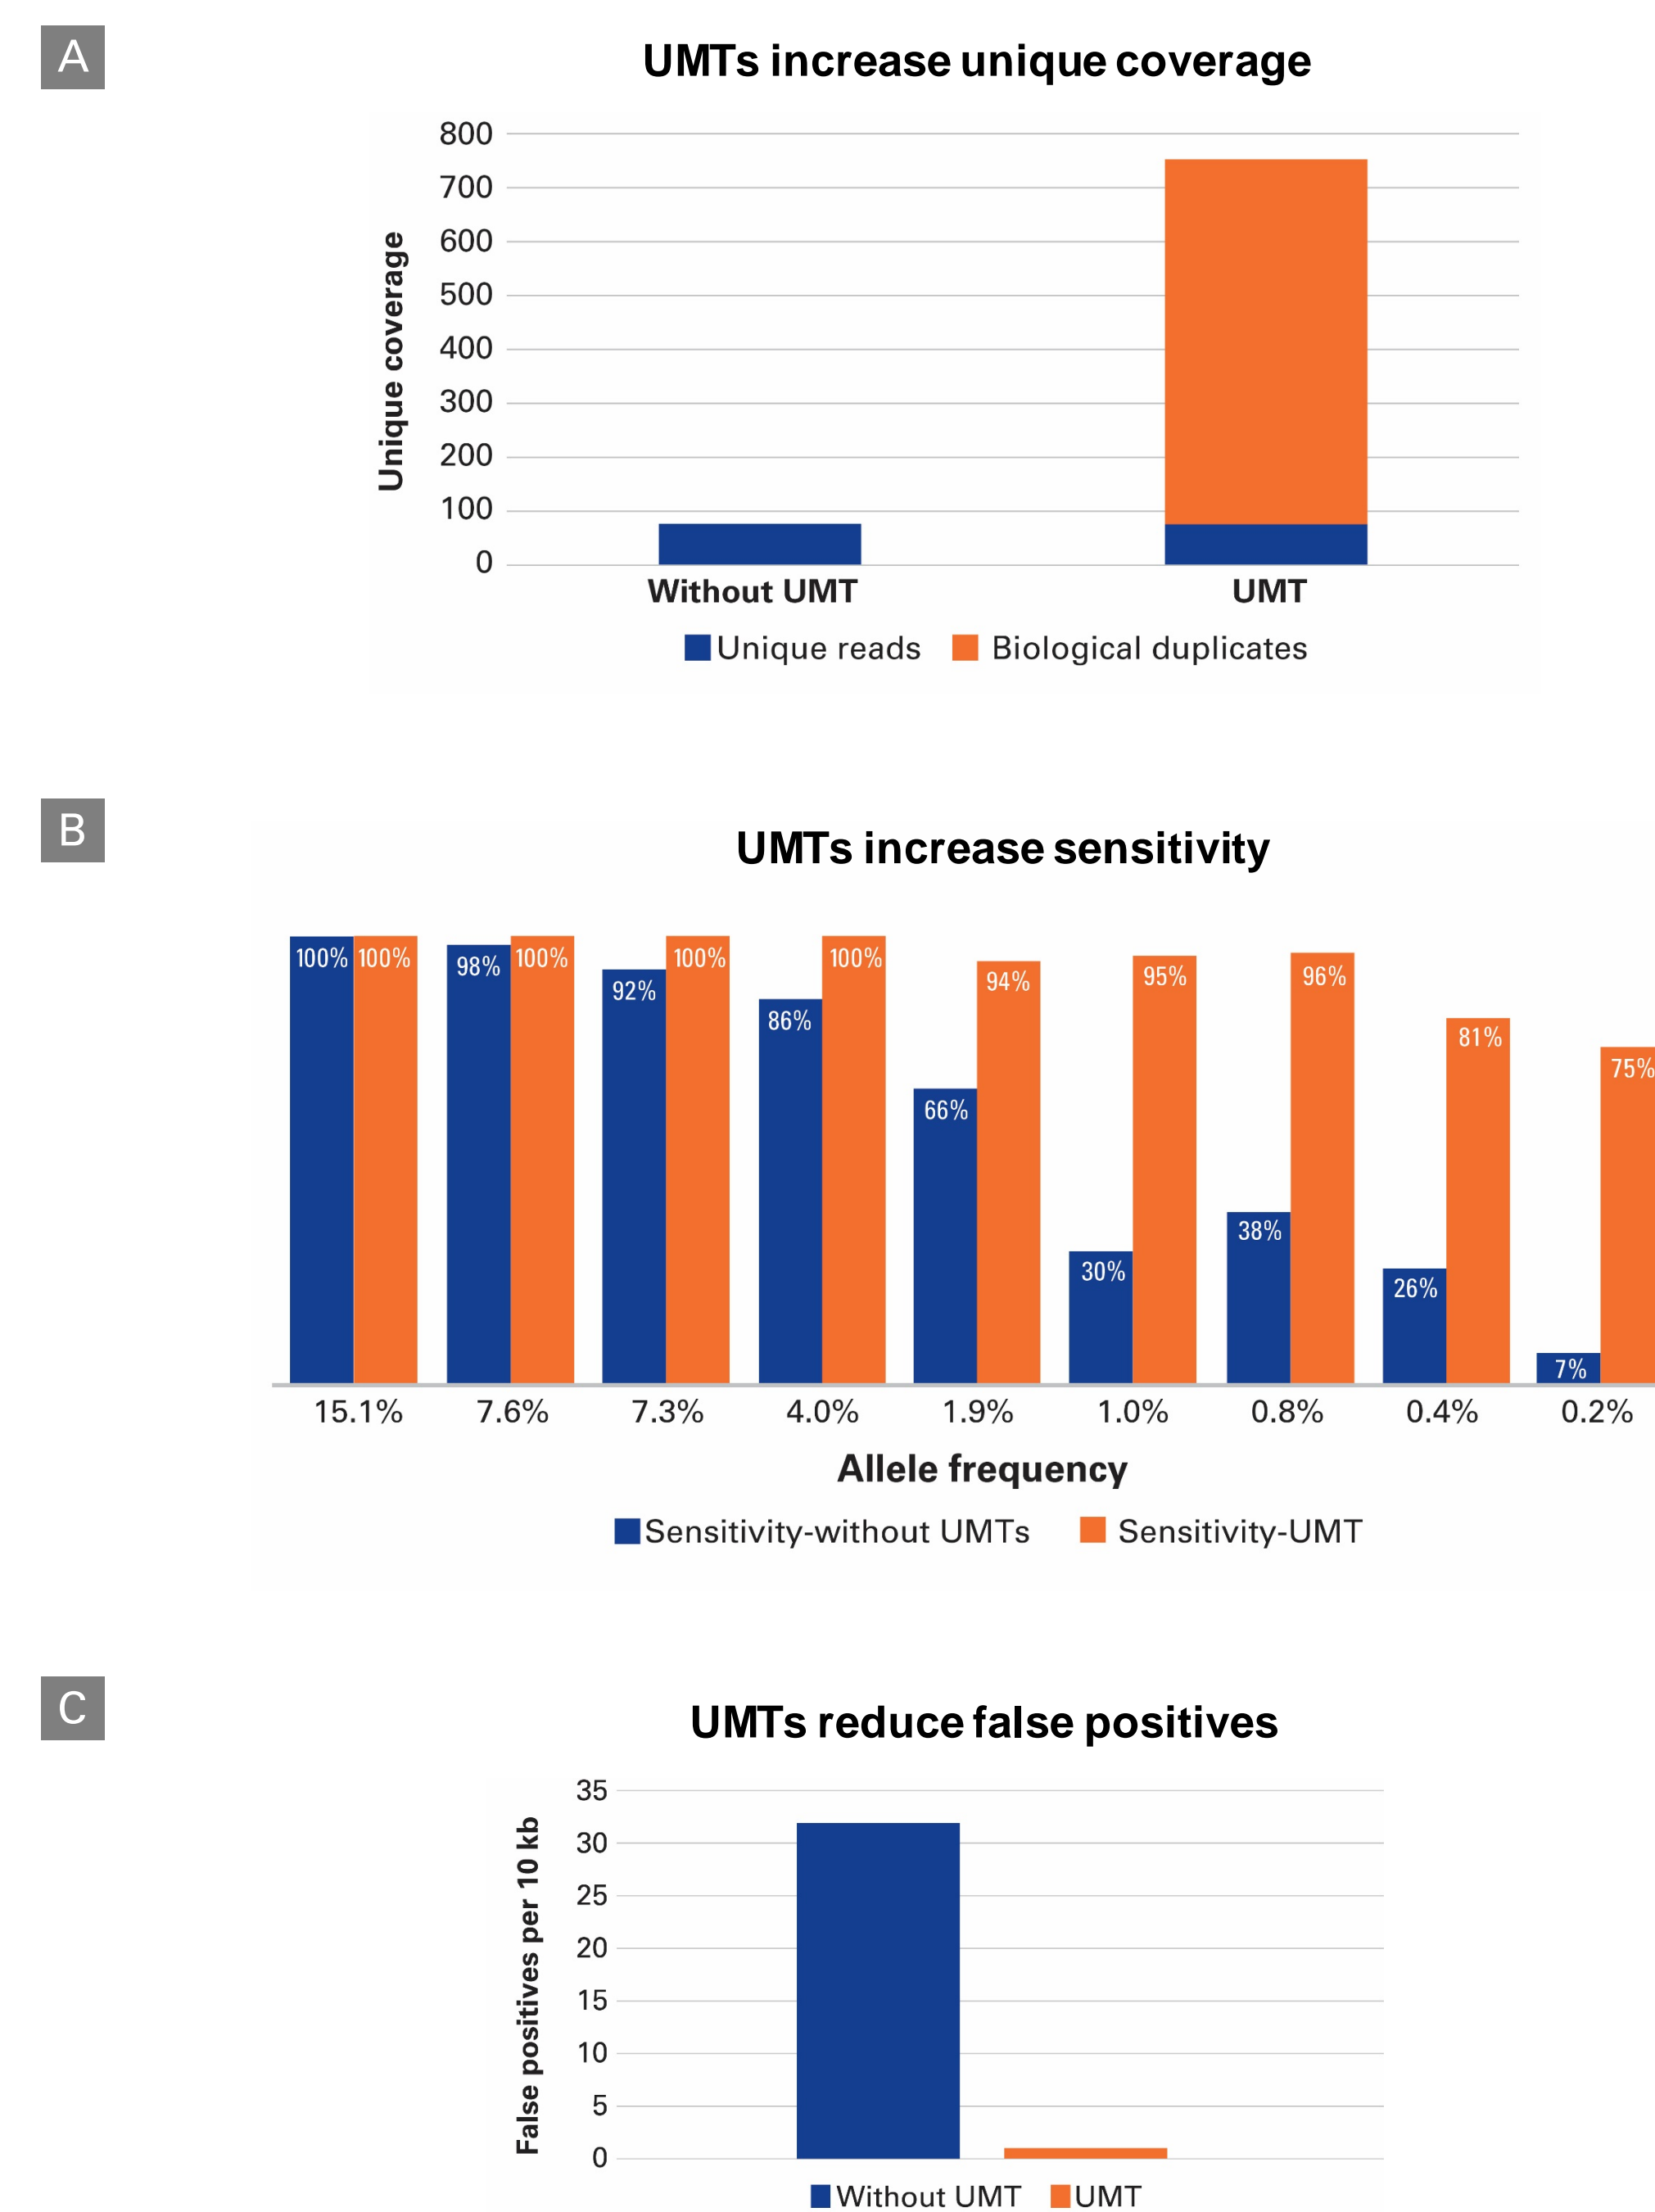 A
UMTs increase unique coverage
800
700
600
500
400
300
200
100
0
Unique coverage
Without UMT
UMT
Unique reads
Biological duplicates
B
UMTs increase sensitivity
100% 100%
98% 100%
92% 100%
86% 100%
66% 94%
30% 95%
38% 96%
26% 81%
7% 75%
15.1% 7.6% 7.3% 4.0% 1.9% 1.0% 0.8% 0.4% 0.2%
Allele frequency
Sensitivity-without UMTs
Sensitivity-UMT
C
UMTs reduce false positives
35
30
25
20
15
10
5
0
False positives per 10 kb
Without UMT
UMT